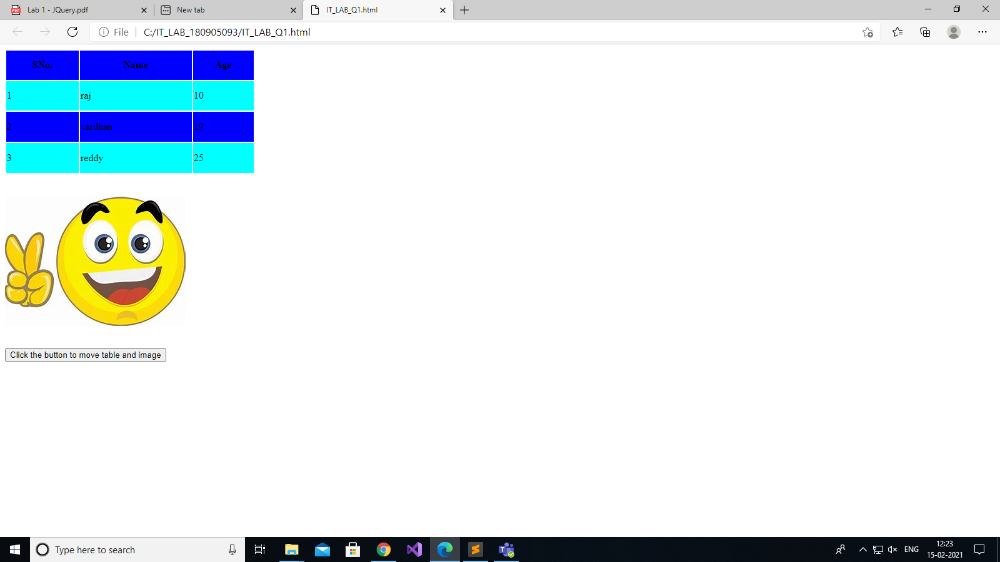 Lab 1 - JQuery.pdf
New tab
IT_LAB_Q1.html
File
C:/IT_LAB_180905093/IT_LAB_Q1.html
SNo. Name Age
1 raj 10
2 vardhan 19
3 reddy 25
Click the button to move table and image
Type here to search
ENG
12:23
15-02-2021